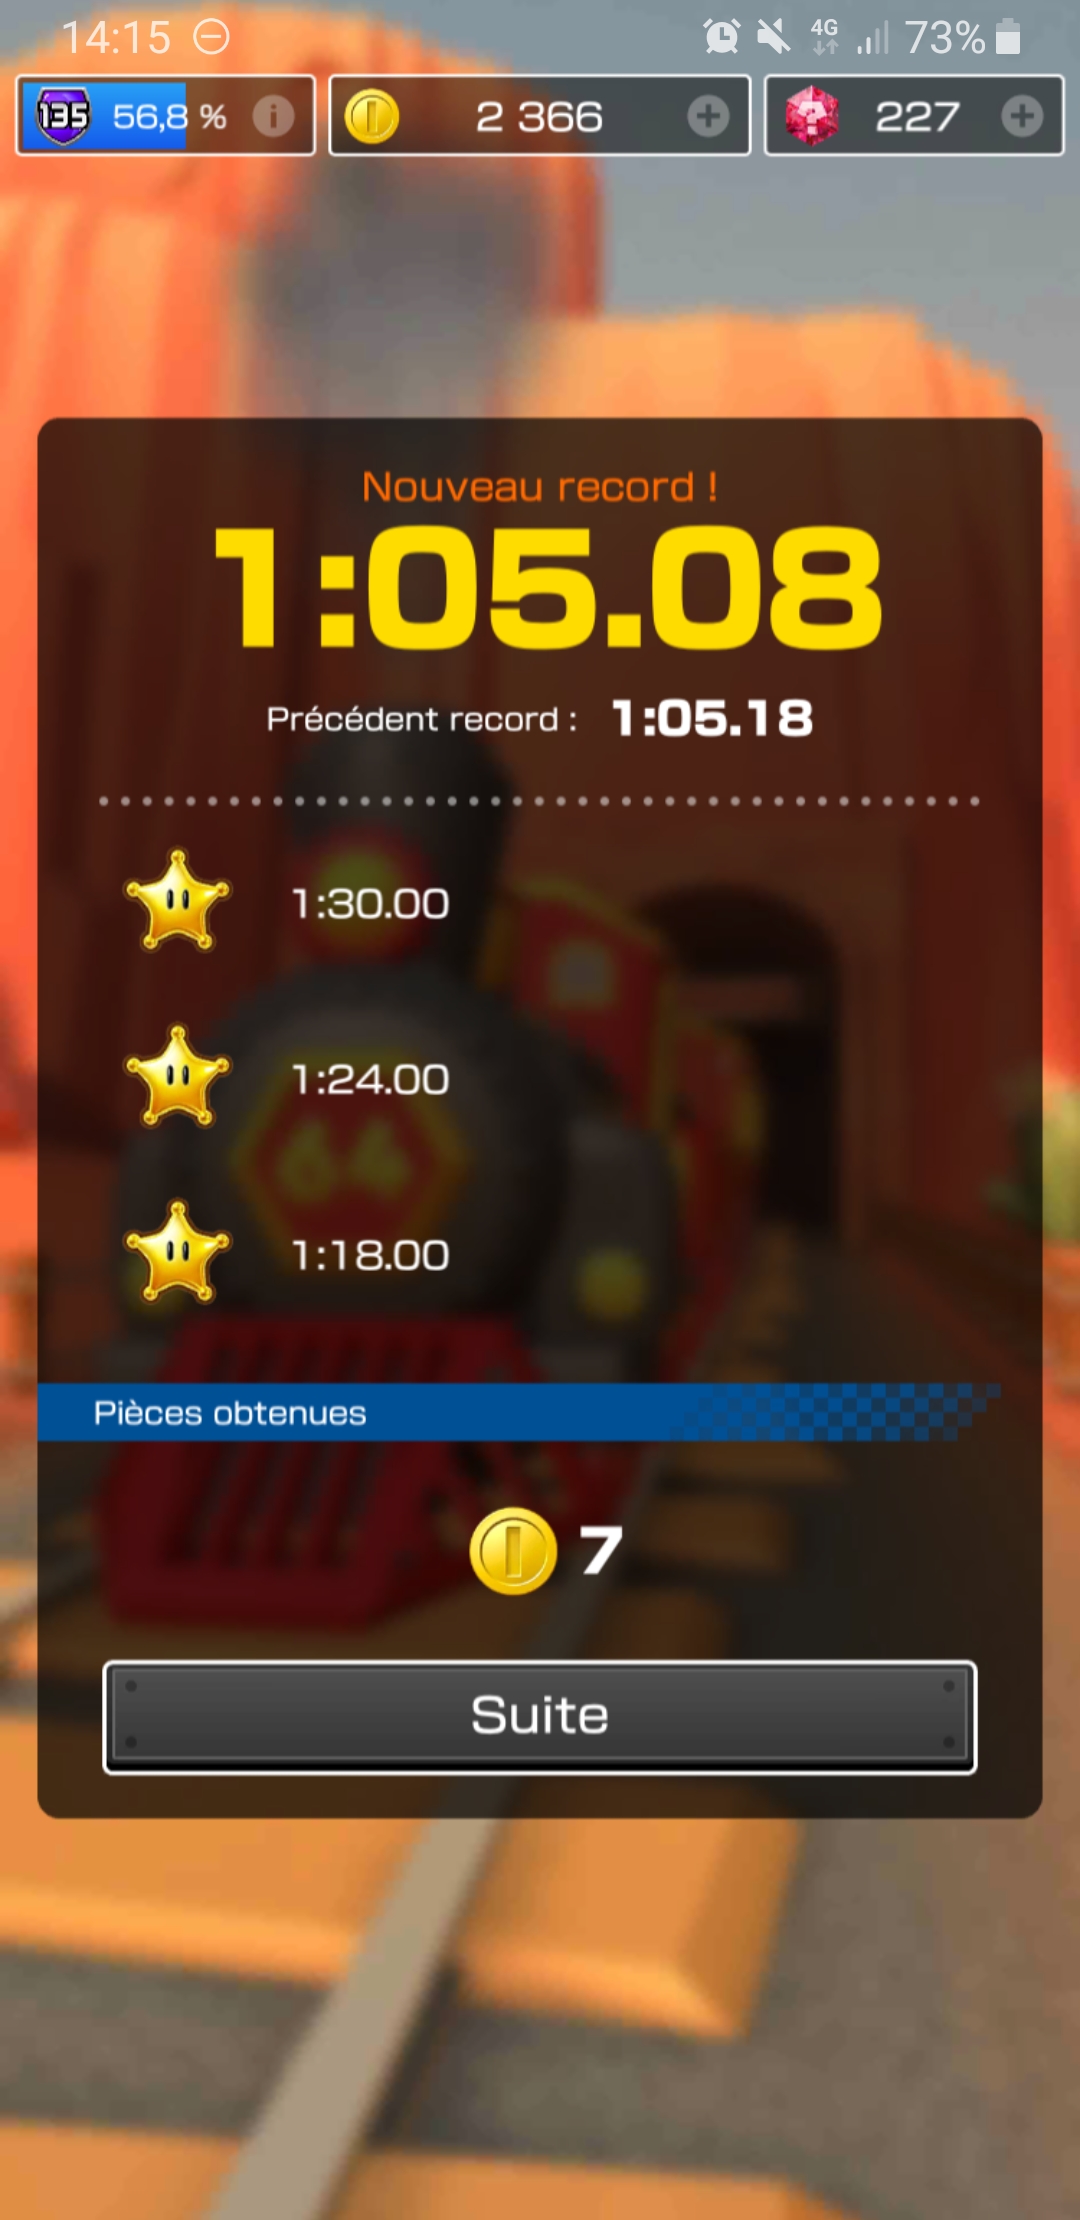 14:15 4G 73%
135 56,8 % i 2 366 227
Nouveau record !
1:05.08
Précédent record : 1:05.18
1:30.00
1:24.00
64
1:18.00
Pièces obtenues
7
Suite